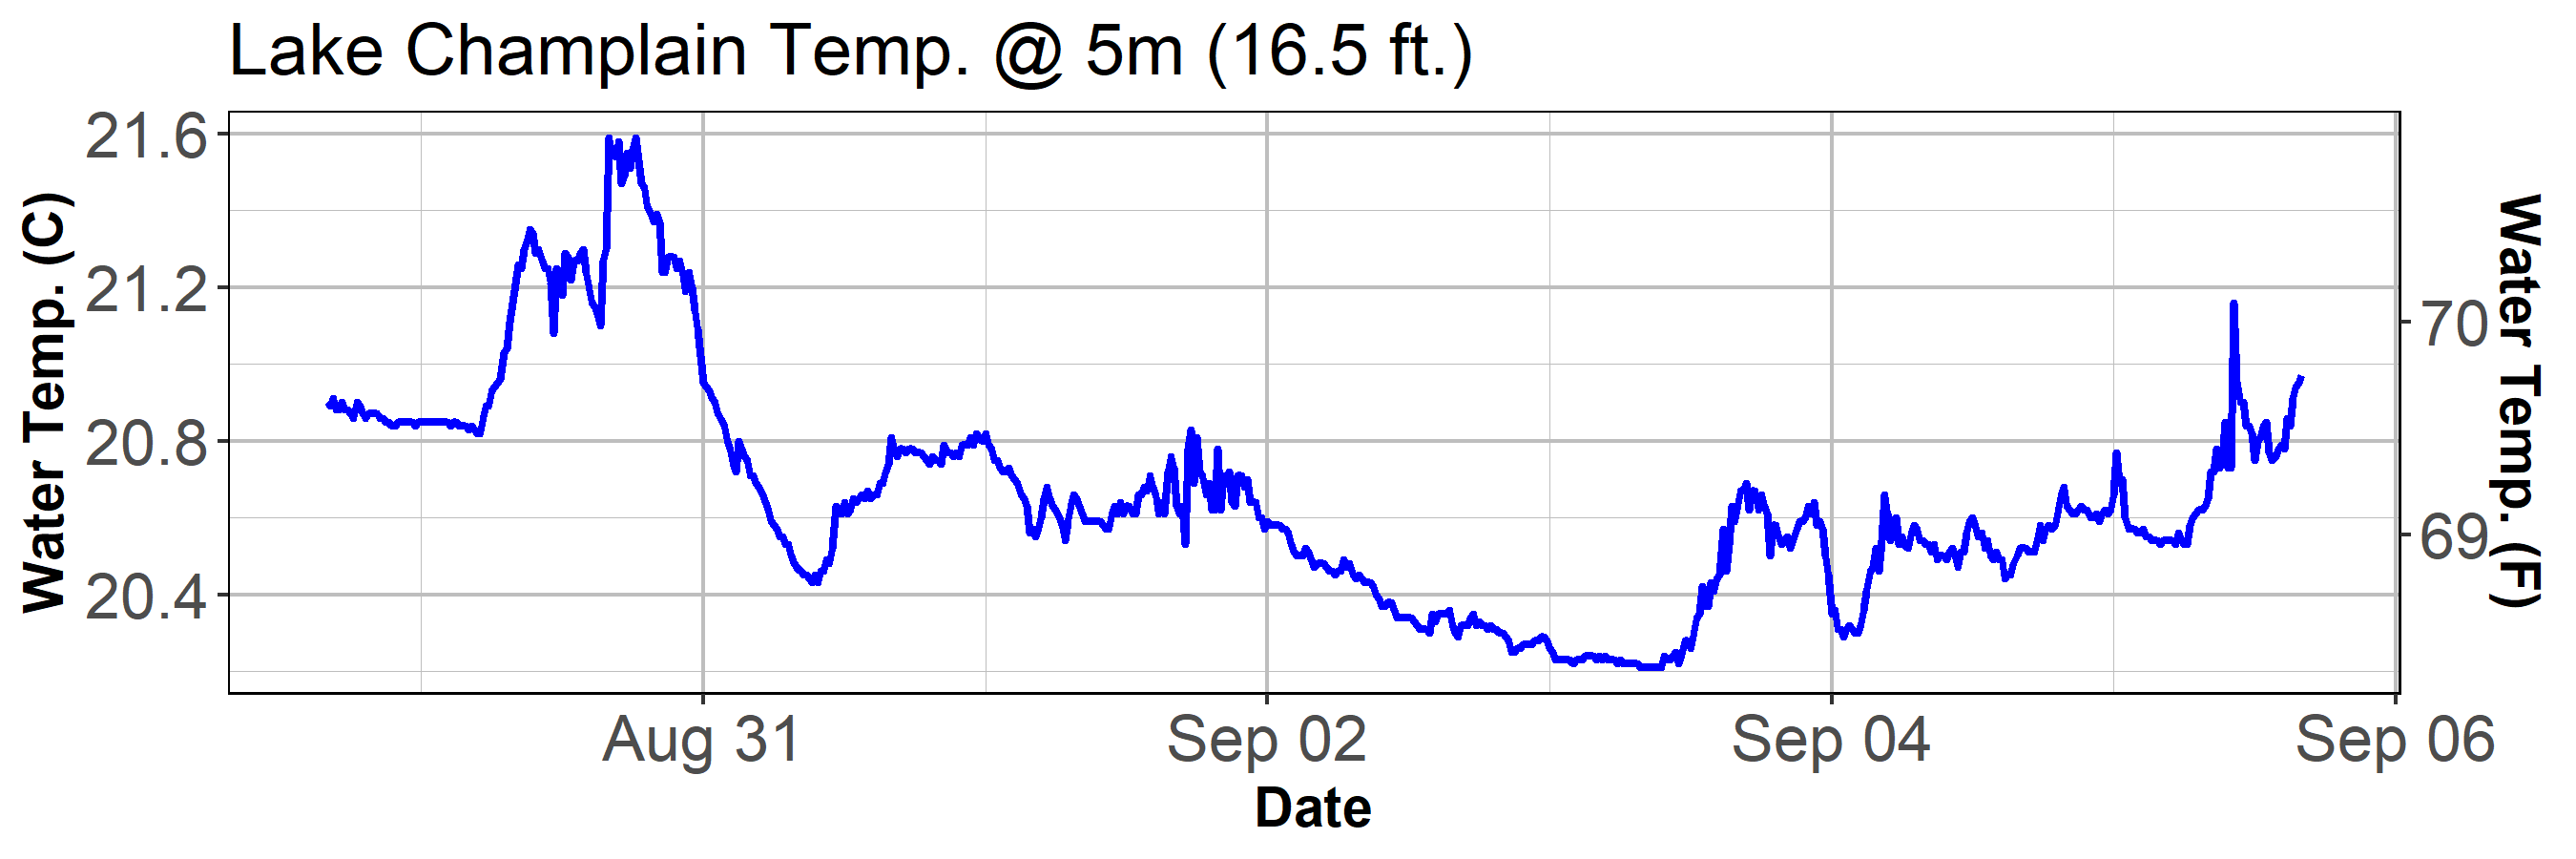 Lake Champlain Temp. @ 5m (16.5 ft.)
Water Temp. (C)
21.6
21.2
20.8
20.4
70
69
Water Temp. (F)
Aug 31 Sep 02 Sep 04 Sep 06
Date